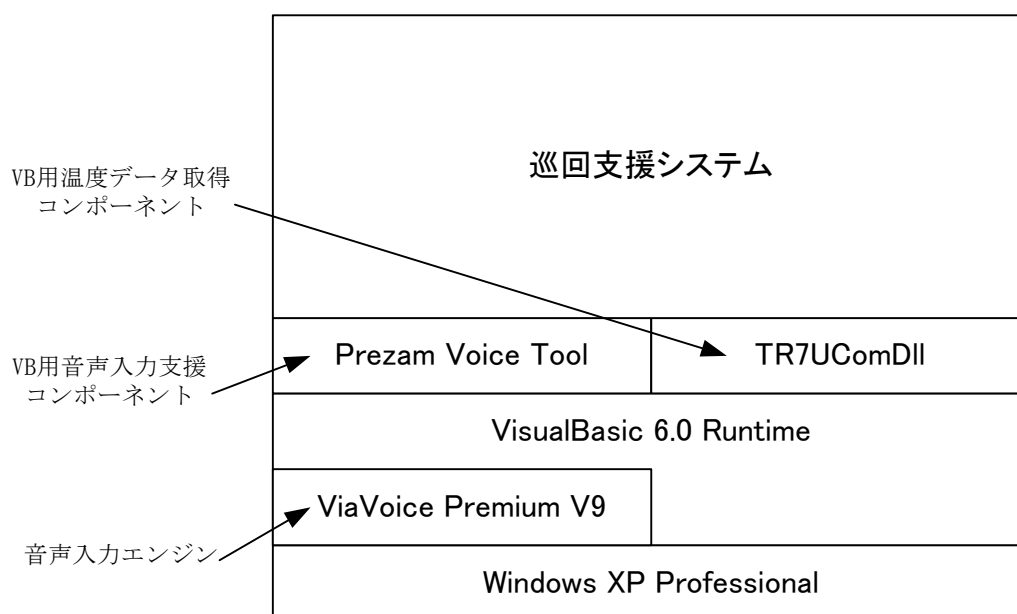 巡回支援システム
VB用温度データ取得
コンポーネント
Prezam Voice Tool
TR7UComDll
VB用音声入力支援
コンポーネント
VisualBasic 6.0 Runtime
ViaVoice Premium V9
音声入力エンジン
Windows XP Professional